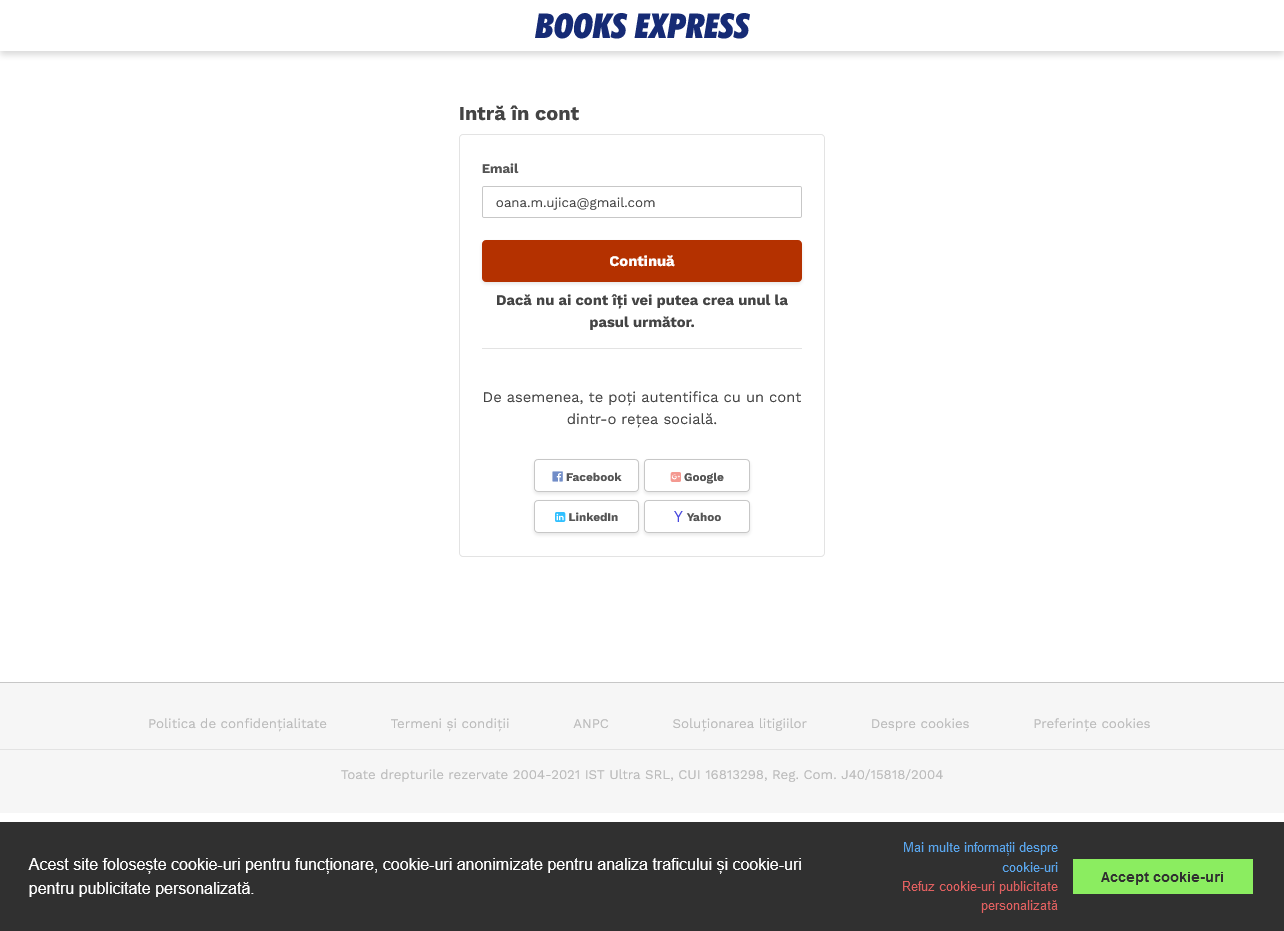 BOOKS EXPRESS
Intră în cont
Email
oana.m.ujica@gmail.com
Continuă
Dacă nu ai cont îți vei putea crea unul la
pasul următor.
De asemenea, te poți autentifica cu un cont
dintr-o rețea socială.
Facebook
Google
LinkedIn
Yahoo
Politica de confidențialitate
Termeni și condiții
ANPC
Soluționarea litigiilor
Despre cookies
Preferințe cookies
Toate drepturile rezervate 2004-2021 IST Ultra SRL, CUI 16813298, Reg. Com. J40/15818/2004
Acest site folosește cookie-uri pentru funcționare, cookie-uri anonimizate pentru analiza traficului și cookie-uri
pentru publicitate personalizată.
Mai multe informații despre
cookie-uri
Refuz cookie-uri publicitate
personalizată
Accept cookie-uri